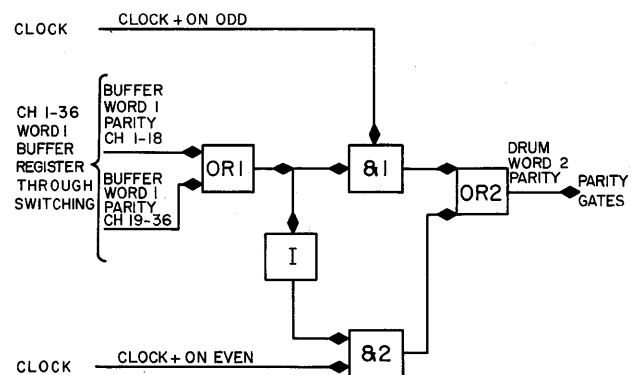 CLOCK
CLOCK + ON ODD
CH 1-36
WORD 1
BUFFER
REGISTER
THROUGH
SWITCHING
BUFFER
WORD 1
PARITY
CH 1-18
BUFFER
WORD 1
PARITY
CH 19-36
OR1
&1
I
&2
DRUM
WORD 2
PARITY
OR2
PARITY
GATES
CLOCK
CLOCK + ON EVEN